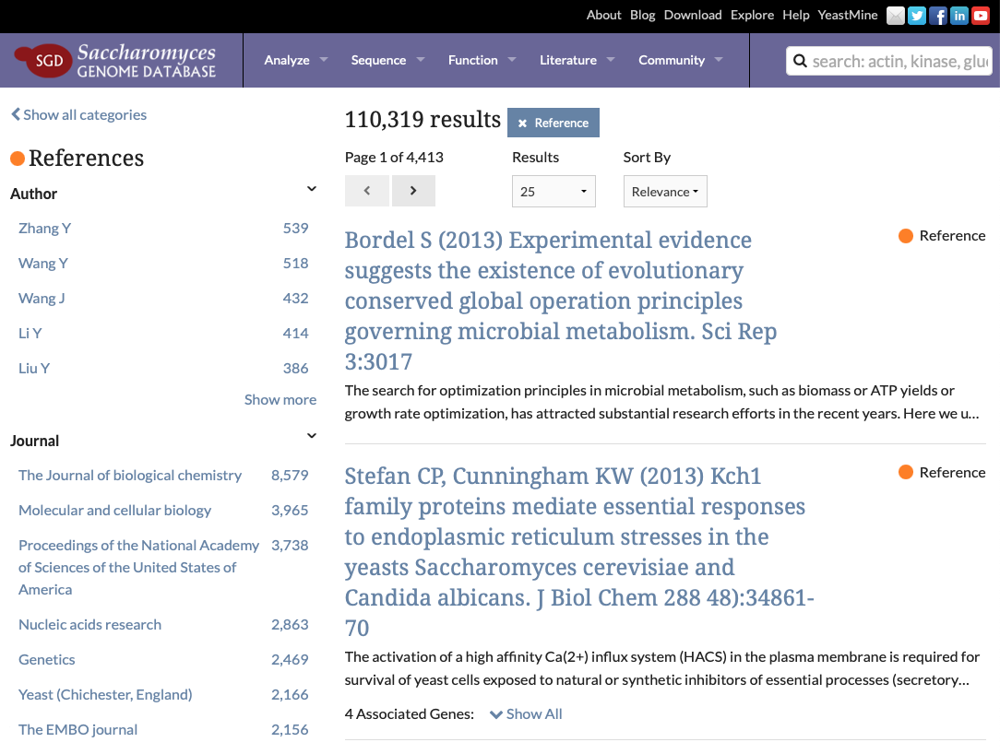 About Blog Download Explore Help YeastMine
SGD Saccharomyces
GENOME DATABASE
Analyze Sequence Function Literature Community
search: actin, kinase, glu
Show all categories
References
Author
Zhang Y 539
Wang Y 518
Wang J 432
Li Y 414
Liu Y 386
Show more
Journal
The Journal of biological chemistry 8,579
Molecular and cellular biology 3,965
Proceedings of the National Academy 3,738
of Sciences of the United States of
America
Nucleic acids research 2,863
Genetics 2,469
Yeast (Chichester, England) 2,166
The EMBO journal 2,156
110,319 results × Reference
Page 1 of 4,413 Results Sort By
25 Relevance
Bordel S (2013) Experimental evidence
suggests the existence of evolutionary
conserved global operation principles
governing microbial metabolism. Sci Rep
3:3017
Reference
The search for optimization principles in microbial metabolism, such as biomass or ATP yields or
growth rate optimization, has attracted substantial research efforts in the recent years. Here we u...
Stefan CP, Cunningham KW (2013) Kch1
family proteins mediate essential responses
to endoplasmic reticulum stresses in the
yeasts Saccharomyces cerevisiae and
Candida albicans. J Biol Chem 288 48):34861-
70
Reference
The activation of a high affinity Ca(2+) influx system (HACS) in the plasma membrane is required for
survival of yeast cells exposed to natural or synthetic inhibitors of essential processes (secretory...
4 Associated Genes: Show All